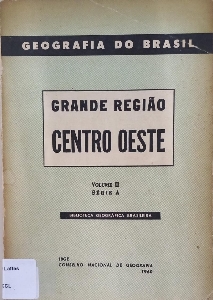 GEOGRAFIA DO BRASIL
GRANDE REGIÃO
CENTRO OESTE
VOLUME II
SÉRIE A
BIBLIOTECA GEOGRÁFICA BRASILEIRA
IBGE
CONSELHO NACIONAL DE GEOGRAFIA
1960